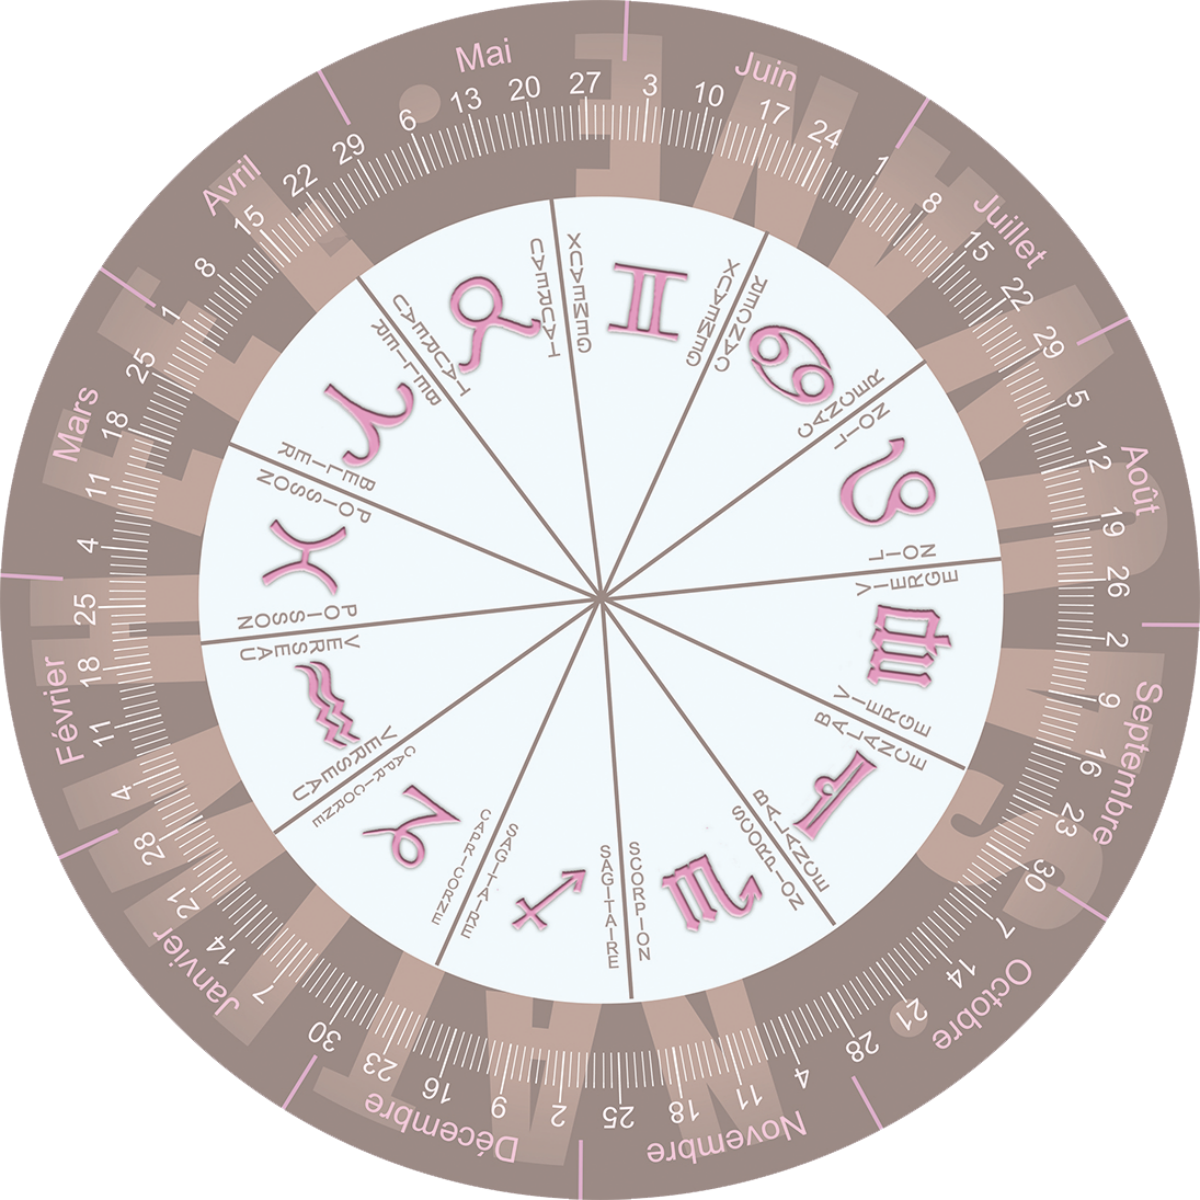 Janvier
7 14 21 28
Février
4 11 18 25
Mars
4 11 18 25
Avril
1 8 15 22 29
Mai
6 13 20 27
Juin
3 10 17 24
Juillet
1 8 15 22 29
Août
5 12 19 26
Septembre
2 9 16 23 30
Octobre
7 14 21 28
Novembre
4 11 18 25
Décembre
2 9 16 23 30
GEMEAUX
GEMEAUX
CANCER
CANCER
LION
LION
VIERGE
VIERGE
BALANCE
BALANCE
SCORPION
SCORPION
SAGITAIRE
SAGITAIRE
CAPRICORNE
CAPRICORNE
VERSEAU
VERSEAU
POISSON
POISSON
BELIER
BELIER
TAUREAU
TAUREAU